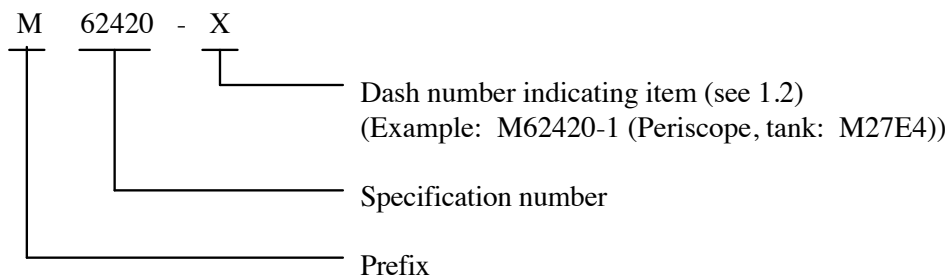 M 62420 - X
Dash number indicating item (see 1.2)
(Example: M62420-1 (Periscope, tank: M27E4))
Specification number
Prefix